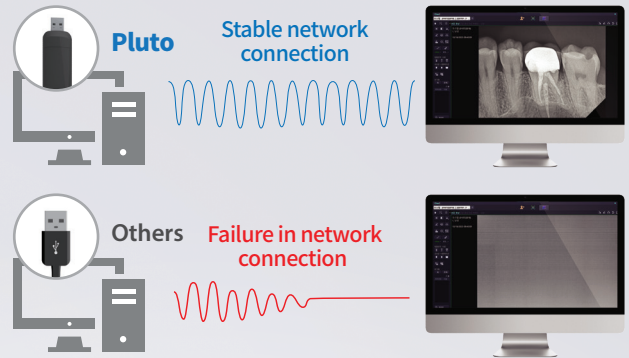 Pluto
Stable network
connection
Others
Failure in network
connection